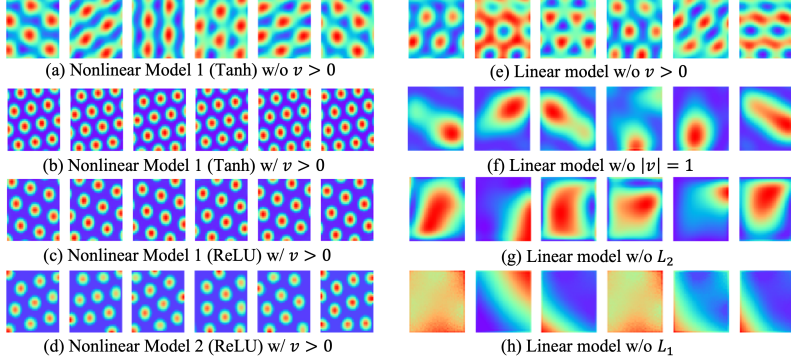 (a) Nonlinear Model 1 (Tanh) w/o v > 0
(b) Nonlinear Model 1 (Tanh) w/ v > 0
(c) Nonlinear Model 1 (ReLU) w/ v > 0
(d) Nonlinear Model 2 (ReLU) w/ v > 0
(e) Linear model w/o v > 0
(f) Linear model w/o |v| = 1
(g) Linear model w/o L₂
(h) Linear model w/o L₁